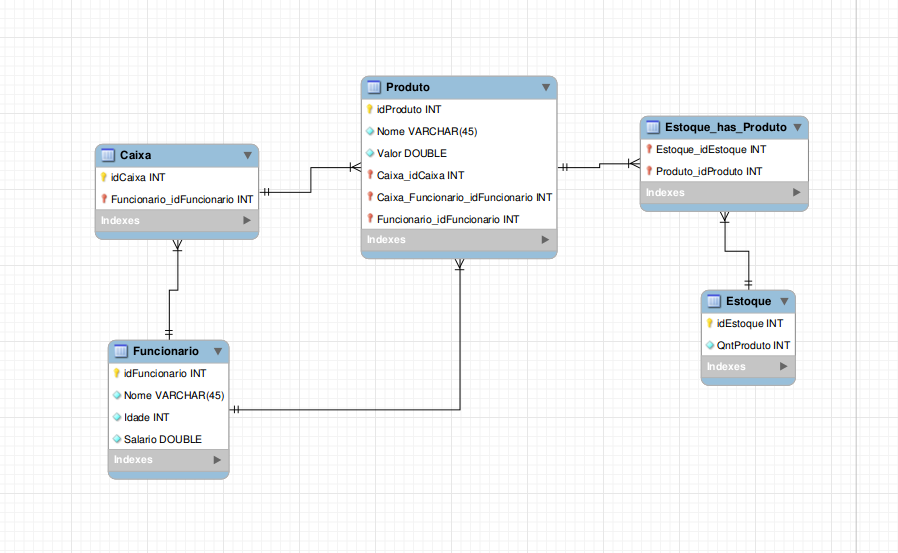 Produto
idProduto INT
Nome VARCHAR(45)
Valor DOUBLE
Caixa_idCaixa INT
Caixa_Funcionario_idFuncionario INT
Funcionario_idFuncionario INT
Indexes
Estoque_has_Produto
Estoque_idEstoque INT
Produto_idProduto INT
Indexes
Caixa
idCaixa INT
Funcionario_idFuncionario INT
Indexes
Estoque
idEstoque INT
QntProduto INT
Indexes
Funcionario
idFuncionario INT
Nome VARCHAR(45)
Idade INT
Salario DOUBLE
Indexes